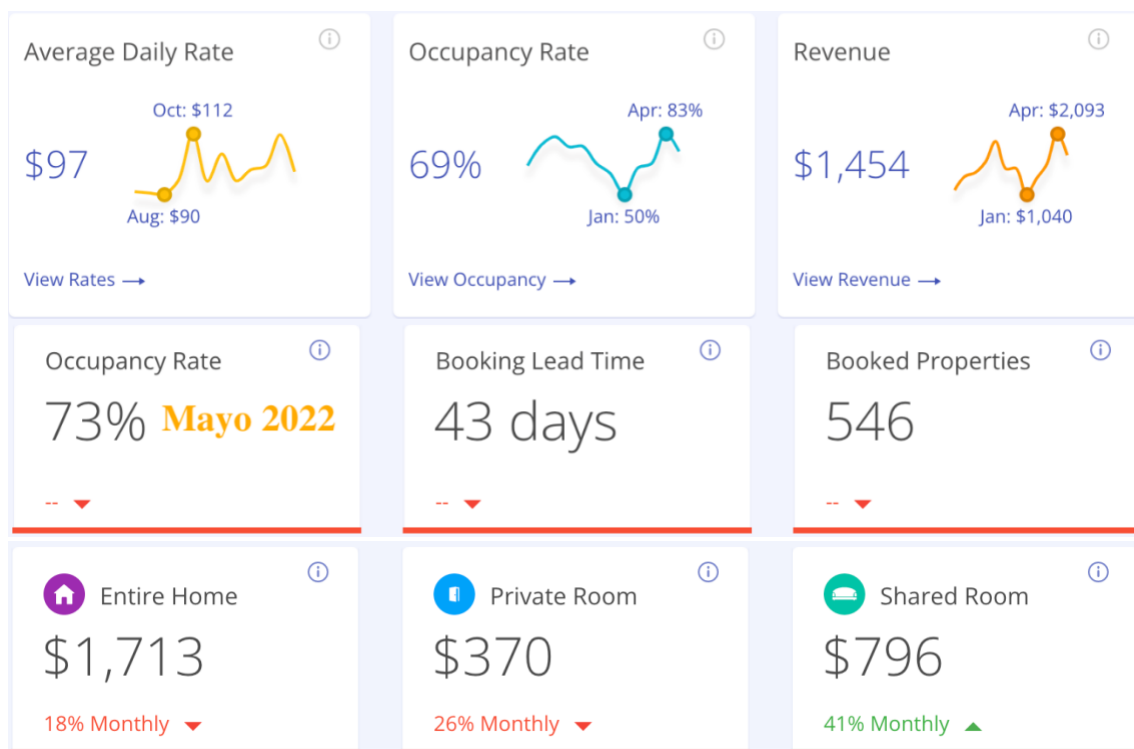 Average Daily Rate
Oct: $112
$97
Aug: $90
View Rates →
Occupancy Rate
Apr: 83%
69%
Jan: 50%
View Occupancy →
Revenue
Apr: $2,093
$1,454
Jan: $1,040
View Revenue →
Occupancy Rate
73% Mayo 2022
--
Booking Lead Time
43 days
--
Booked Properties
546
--
Entire Home
$1,713
18% Monthly
Private Room
$370
26% Monthly
Shared Room
$796
41% Monthly